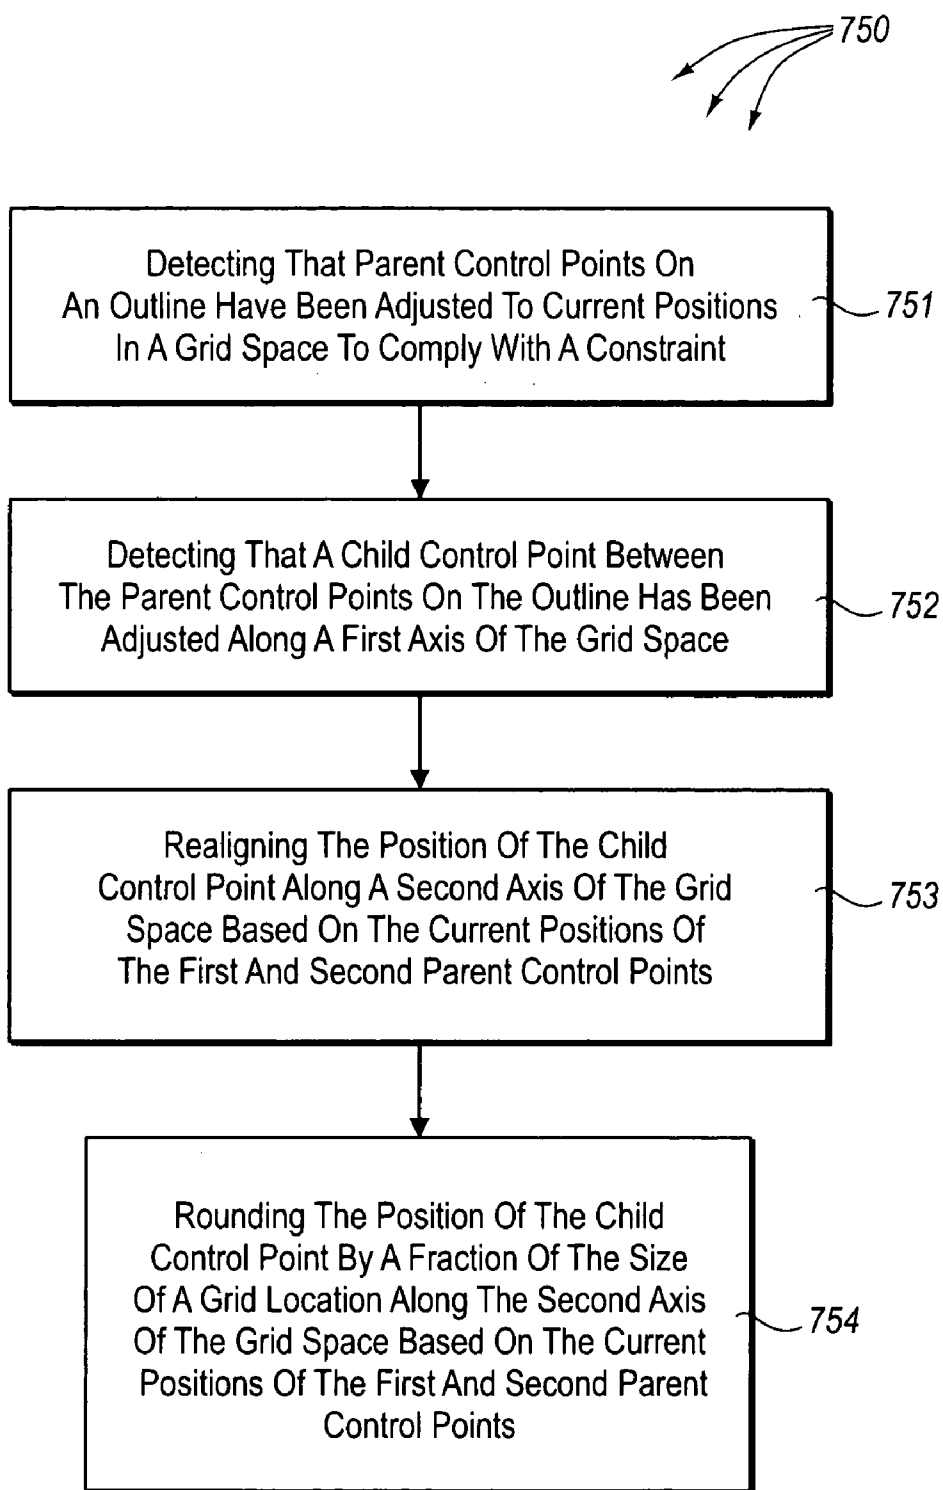 750
Detecting That Parent Control Points On
An Outline Have Been Adjusted To Current Positions
In A Grid Space To Comply With A Constraint
751
Detecting That A Child Control Point Between
The Parent Control Points On The Outline Has Been
Adjusted Along A First Axis Of The Grid Space
752
Realigning The Position Of The Child
Control Point Along A Second Axis Of The Grid
Space Based On The Current Positions Of
The First And Second Parent Control Points
753
Rounding The Position Of The Child
Control Point By A Fraction Of The Size
Of A Grid Location Along The Second Axis
Of The Grid Space Based On The Current
Positions Of The First And Second Parent
Control Points
754